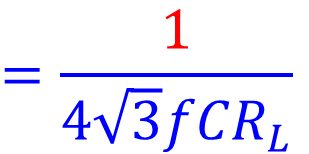 = 1 / 4√3fCR_L